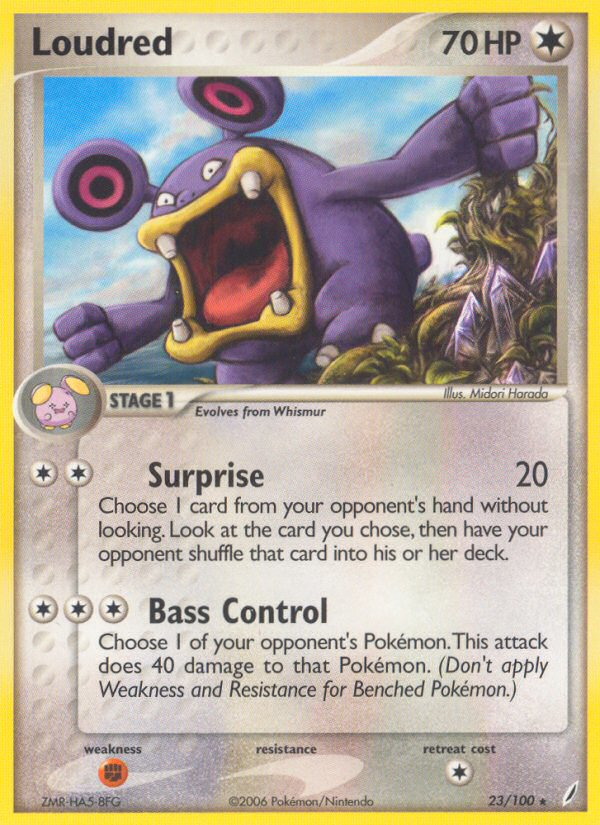 Loudred 70 HP
Illus. Midori Harada
STAGE 1
Evolves from Whismur
Surprise 20
Choose 1 card from your opponent's hand without
looking. Look at the card you chose, then have your
opponent shuffle that card into his or her deck.
Bass Control
Choose 1 of your opponent's Pokémon. This attack
does 40 damage to that Pokémon. (Don't apply
Weakness and Resistance for Benched Pokémon.)
weakness resistance retreat cost
ZMR-HA5-8FG ©2006 Pokémon/Nintendo 23/100 ★